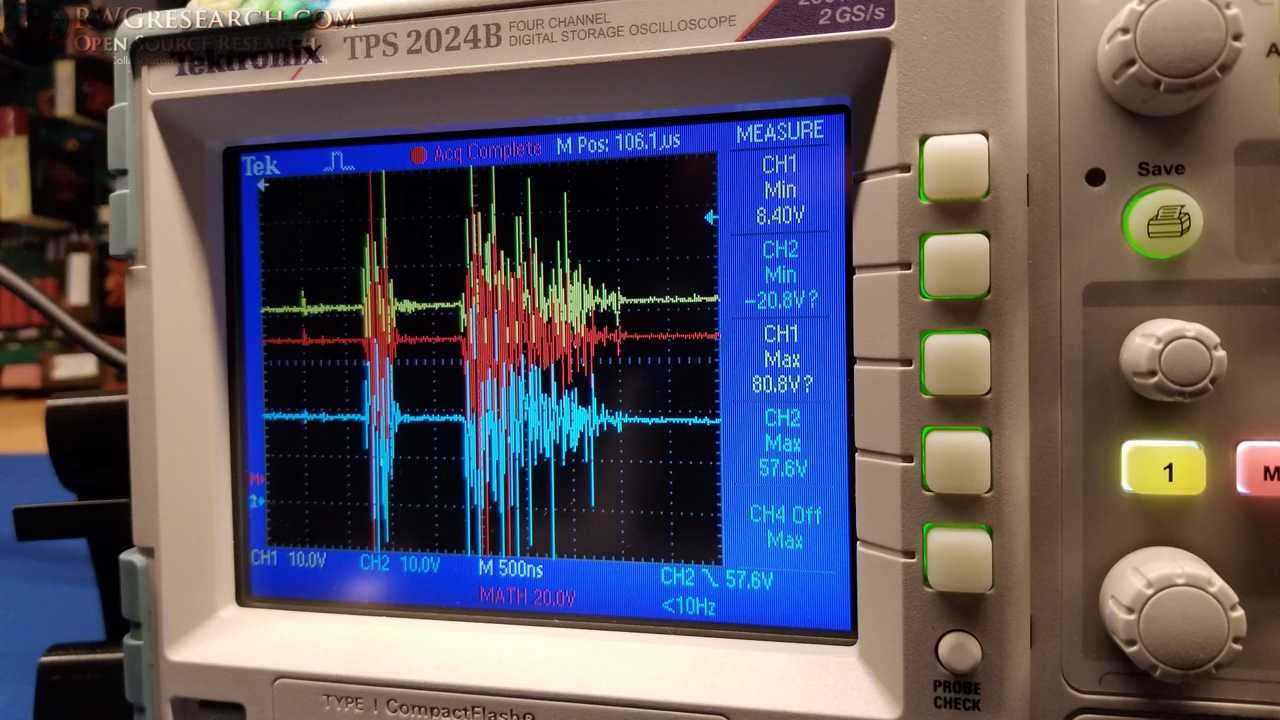 RWGRESEARCH.COM
OPEN SOURCE RESEARCH
Tektronix
TPS 2024B
FOUR CHANNEL
DIGITAL STORAGE OSCILLOSCOPE
2 GS/s
Tek
Acq Complete
M Pos: 106.1µs
MEASURE
CH1
Min
8.40V
CH2
Min
-20.8V?
CH1
Max
80.8V?
CH2
Max
57.6V
CH4 Off
Max
CH1 10.0V
CH2 10.0V
M 500ns
CH2 57.6V
MATH 20.0V
<10Hz
M
2
Save
1
M
PROBE
CHECK
TYPE I CompactFlash®